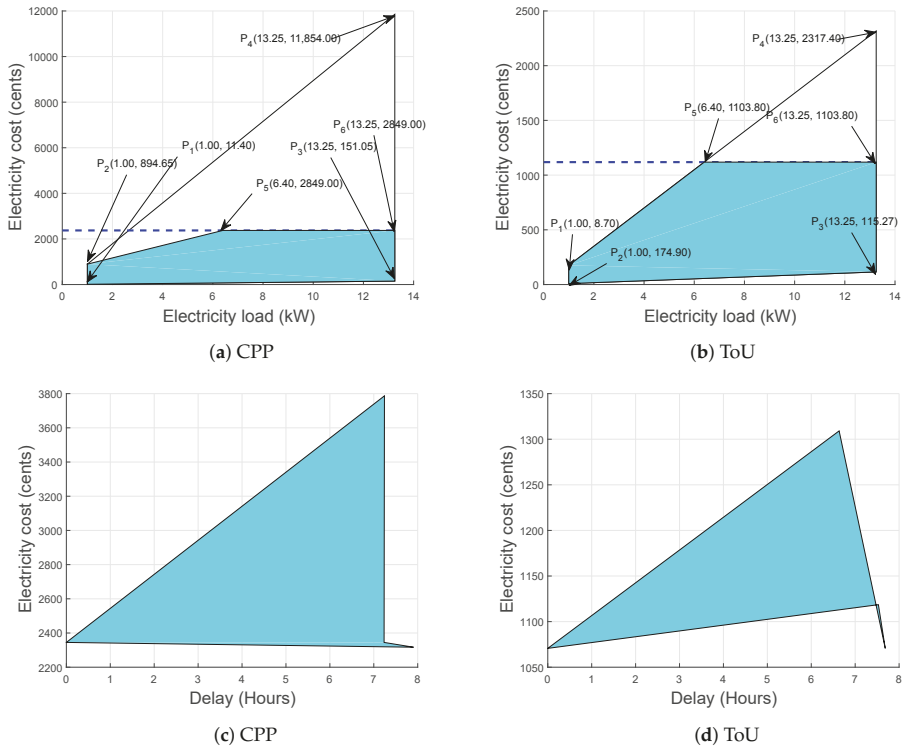 12000
10000
8000
6000
4000
2000
0
Electricity cost (cents)
P4(13.25, 11,854.00)
P6(13.25, 2849.00)
P1(1.00, 11.40)
P3(13.25, 151.05)
P2(1.00, 894.65)
P5(6.40, 2849.00)
0 2 4 6 8 10 12 14
Electricity load (kW)
(a) CPP
2500
2000
1500
1000
500
0
Electricity cost (cents)
P4(13.25, 2317.40)
P5(6.40, 1103.80)
P6(13.25, 1103.80)
P1(1.00, 8.70)
P3(13.25, 115.27)
P2(1.00, 174.90)
0 2 4 6 8 10 12 14
Electricity load (kW)
(b) ToU
3800
3600
3400
3200
3000
2800
2600
2400
2200
Electricity cost (cents)
0 1 2 3 4 5 6 7 8
Delay (Hours)
(c) CPP
1350
1300
1250
1200
1150
1100
1050
Electricity cost (cents)
0 1 2 3 4 5 6 7 8
Delay (Hours)
(d) ToU